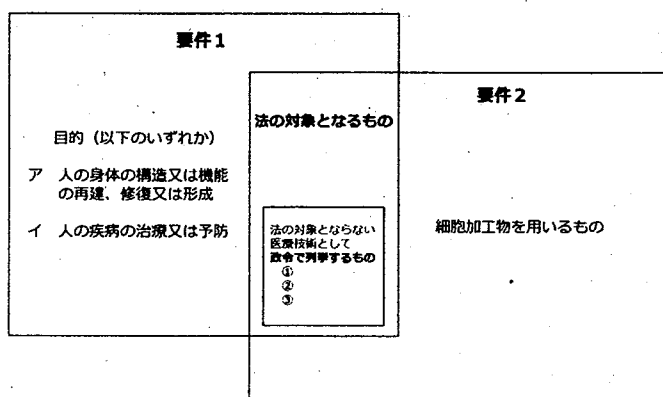 要件1
要件2
法の対象となるもの
目的（以下のいずれか）
ア　人の身体の構造又は機能
の再建、修復又は形成
イ　人の疾病の治療又は予防
法の対象とならない
医療技術として
政令で列挙するもの
①
②
③
細胞加工物を用いるもの